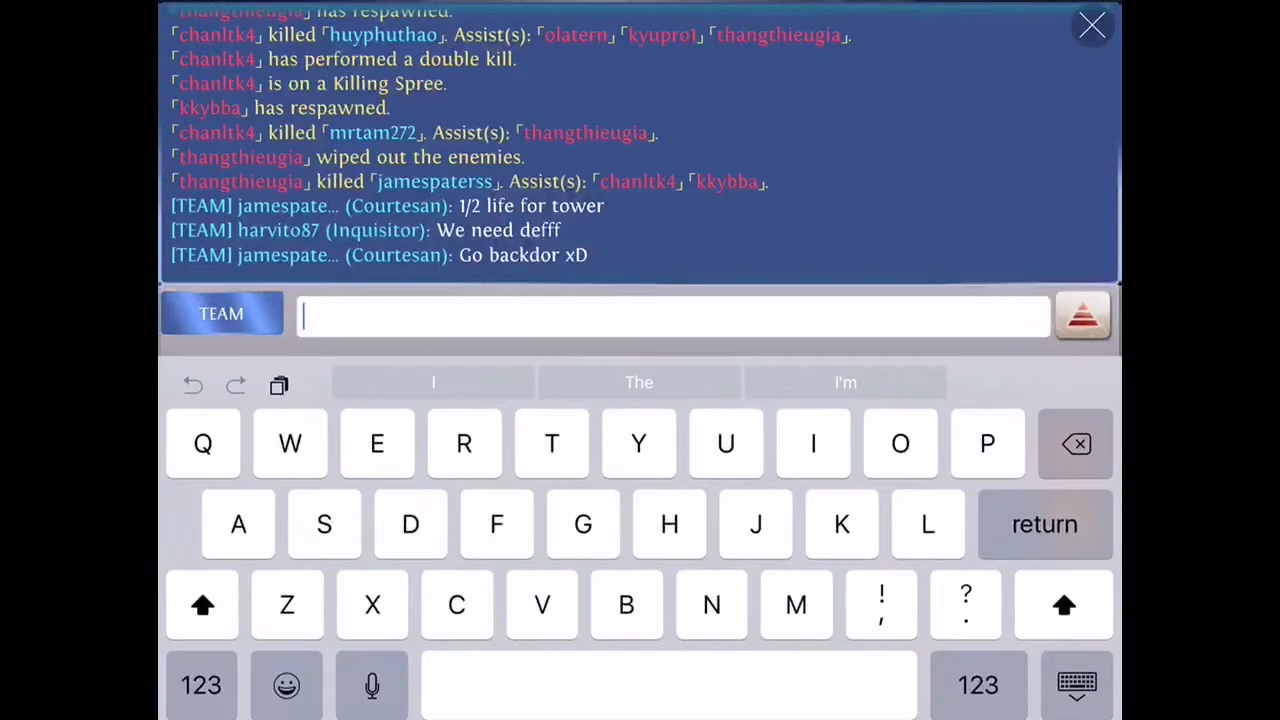 「thangthieugia」 has respawned.
「chanltk4」 killed 「huyphuthao」. Assist(s): 「olatern」「kyupro1」「thangthieugia」.
「chanltk4」 has performed a double kill.
「chanltk4」 is on a Killing Spree.
「kkybba」 has respawned.
「chanltk4」 killed 「mrtam272」. Assist(s): 「thangthieugia」.
「thangthieugia」 wiped out the enemies.
「thangthieugia」 killed 「jamespaterss」. Assist(s): 「chanltk4」「kkybba」.
[TEAM] jamespate... (Courtesan): 1/2 life for tower
[TEAM] harvito87 (Inquisitor): We need defff
[TEAM] jamespate... (Courtesan): Go backdor xD
TEAM
I The I'm
Q W E R T Y U I O P
A S D F G H J K L return
Z X C V B N M ! , ? .
123 123